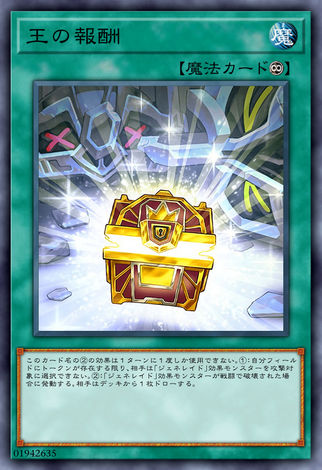 王の報酬
魔
【魔法カード∞】
このカード名の②の効果は1ターンに1度しか使用できない。①:自分フィール
ドにトークンが存在する限り、相手は「ジェネレイド」効果モンスターを攻撃対
象に選択できない。②:「ジェネレイド」効果モンスターが戦闘で破壊された場
合に発動する。相手はデッキから1枚ドローする。
01942635